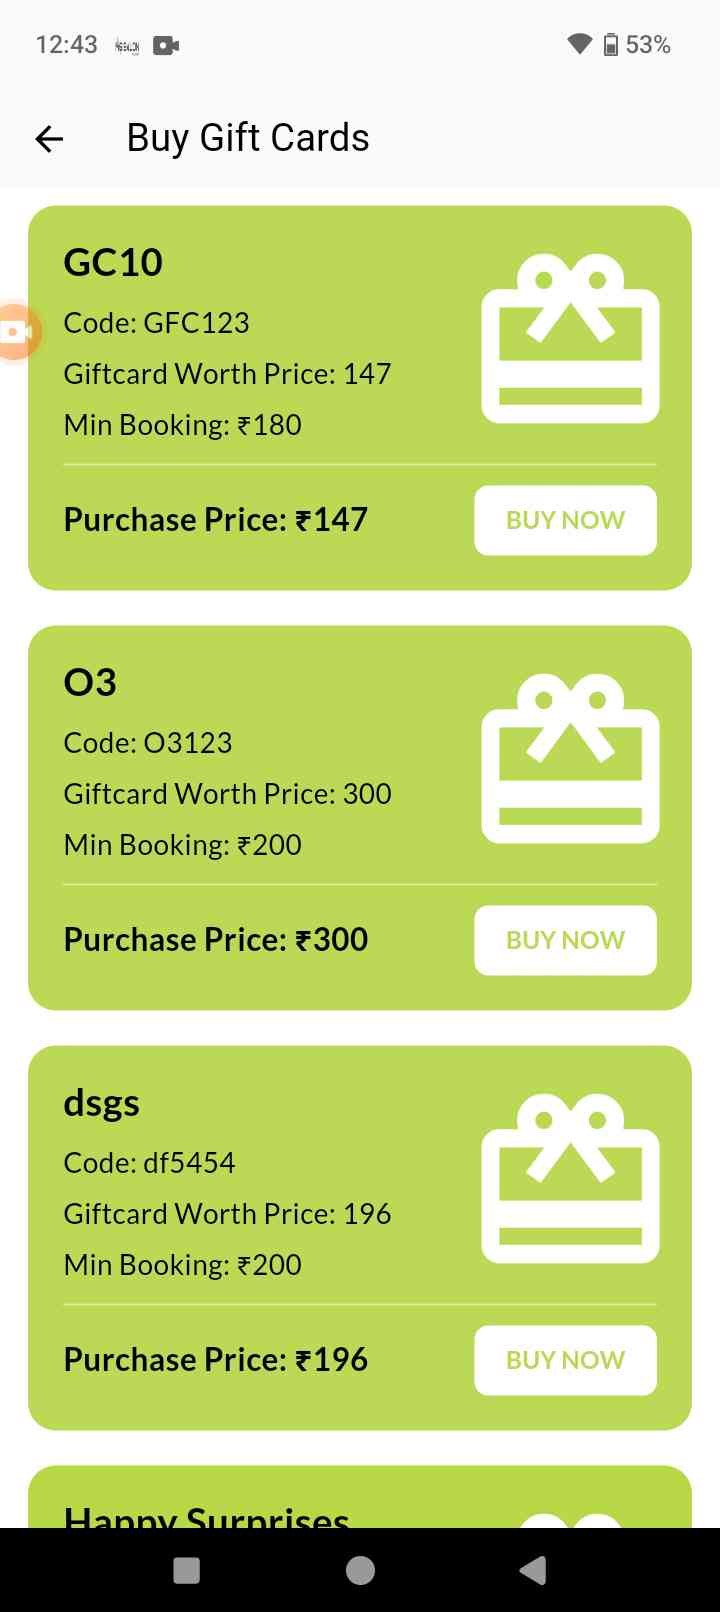 12:43
53%
Buy Gift Cards
GC10
Code: GFC123
Giftcard Worth Price: 147
Min Booking: ₹180
Purchase Price: ₹147
BUY NOW
O3
Code: O3123
Giftcard Worth Price: 300
Min Booking: ₹200
Purchase Price: ₹300
BUY NOW
dsgs
Code: df5454
Giftcard Worth Price: 196
Min Booking: ₹200
Purchase Price: ₹196
BUY NOW
Happy Surprises